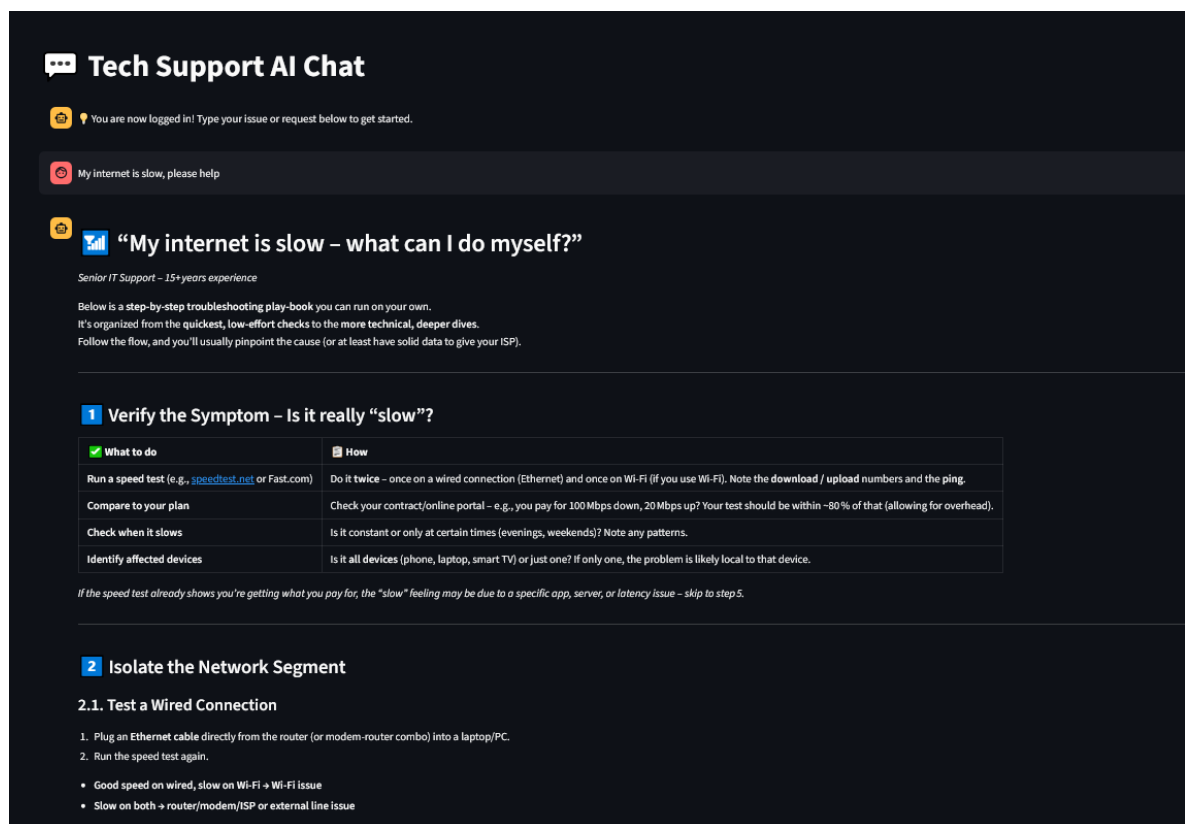 💬 Tech Support AI Chat
💡 You are now logged in! Type your issue or request below to get started.
My internet is slow, please help
📶 “My internet is slow – what can I do myself?”
Senior IT Support – 15+ years experience
Below is a step-by-step troubleshooting play-book you can run on your own.
It's organized from the quickest, low-effort checks to the more technical, deeper dives.
Follow the flow, and you'll usually pinpoint the cause (or at least have solid data to give your ISP).
1 Verify the Symptom – Is it really “slow”?
✅ What to do | 📋 How
Run a speed test (e.g., speedtest.net or Fast.com) | Do it twice – once on a wired connection (Ethernet) and once on Wi-Fi (if you use Wi-Fi). Note the download / upload numbers and the ping.
Compare to your plan | Check your contract/online portal – e.g., you pay for 100 Mbps down, 20 Mbps up? Your test should be within ~80 % of that (allowing for overhead).
Check when it slows | Is it constant or only at certain times (evenings, weekends)? Note any patterns.
Identify affected devices | Is it all devices (phone, laptop, smart TV) or just one? If only one, the problem is likely local to that device.
If the speed test already shows you're getting what you pay for, the “slow” feeling may be due to a specific app, server, or latency issue – skip to step 5.
2 Isolate the Network Segment
2.1. Test a Wired Connection
1. Plug an Ethernet cable directly from the router (or modem-router combo) into a laptop/PC.
2. Run the speed test again.
• Good speed on wired, slow on Wi-Fi → Wi-Fi issue
• Slow on both → router/modem/ISP or external line issue